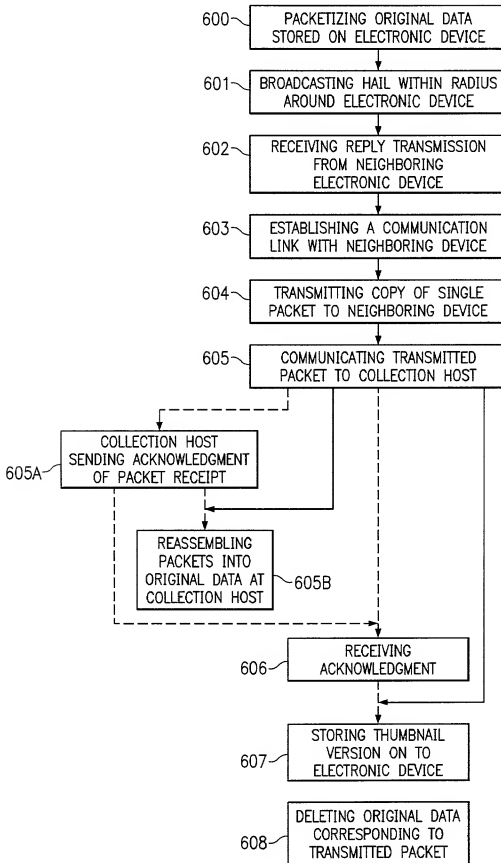 600
PACKETIZING ORIGINAL DATA
STORED ON ELECTRONIC DEVICE
601
BROADCASTING HAIL WITHIN RADIUS
AROUND ELECTRONIC DEVICE
602
RECEIVING REPLY TRANSMISSION
FROM NEIGHBORING
ELECTRONIC DEVICE
603
ESTABLISHING A COMMUNICATION
LINK WITH NEIGHBORING DEVICE
604
TRANSMITTING COPY OF SINGLE
PACKET TO NEIGHBORING DEVICE
605
COMMUNICATING TRANSMITTED
PACKET TO COLLECTION HOST
605A
COLLECTION HOST
SENDING ACKNOWLEDGMENT
OF PACKET RECEIPT
REASSEMBLING
PACKETS INTO
ORIGINAL DATA AT
COLLECTION HOST
605B
606
RECEIVING
ACKNOWLEDGMENT
607
STORING THUMBNAIL
VERSION ON TO
ELECTRONIC DEVICE
608
DELETING ORIGINAL DATA
CORRESPONDING TO
TRANSMITTED PACKET